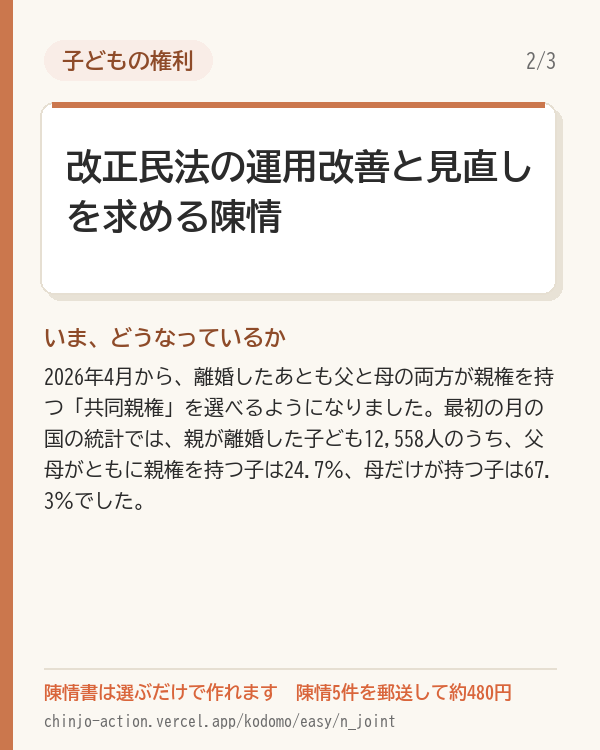 子どもの権利
2/3
改正民法の運用改善と見直し
を求める陳情
いま、どうなっているか
2026年4月から、離婚したあとも父と母の両方が親権を持
つ「共同親権」を選べるようになりました。最初の月の
国の統計では、親が離婚した子ども12,558人のうち、父
母がともに親権を持つ子は24.7%、母だけが持つ子は67.
3%でした。
陳情書は選ぶだけで作れます　陳情5件を郵送して約480円
chinjo-action.vercel.app/kodomo/easy/n_joint